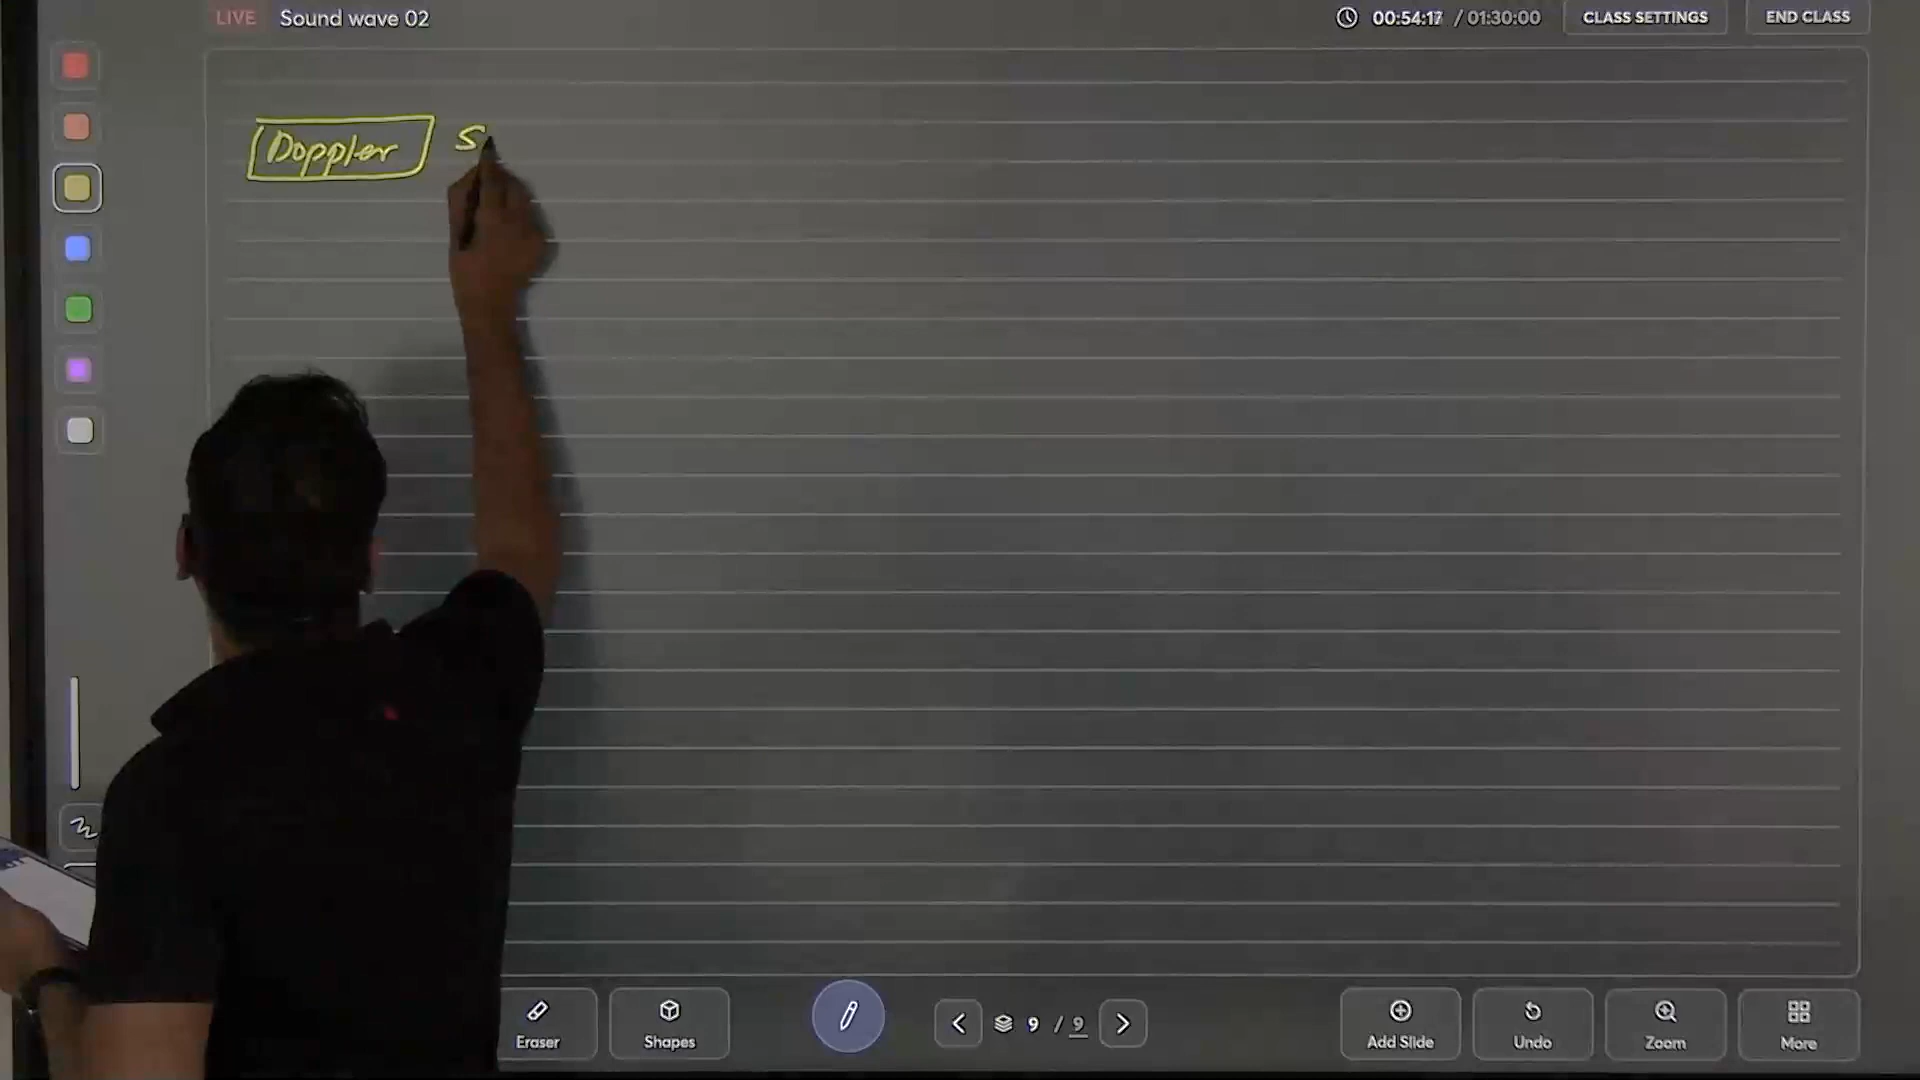 LIVE Sound wave 02 00:54:17 / 01:30:00 CLASS SETTINGS END CLASS
Doppler S
Eraser Shapes 9 / 9 Add Slide Undo Zoom More